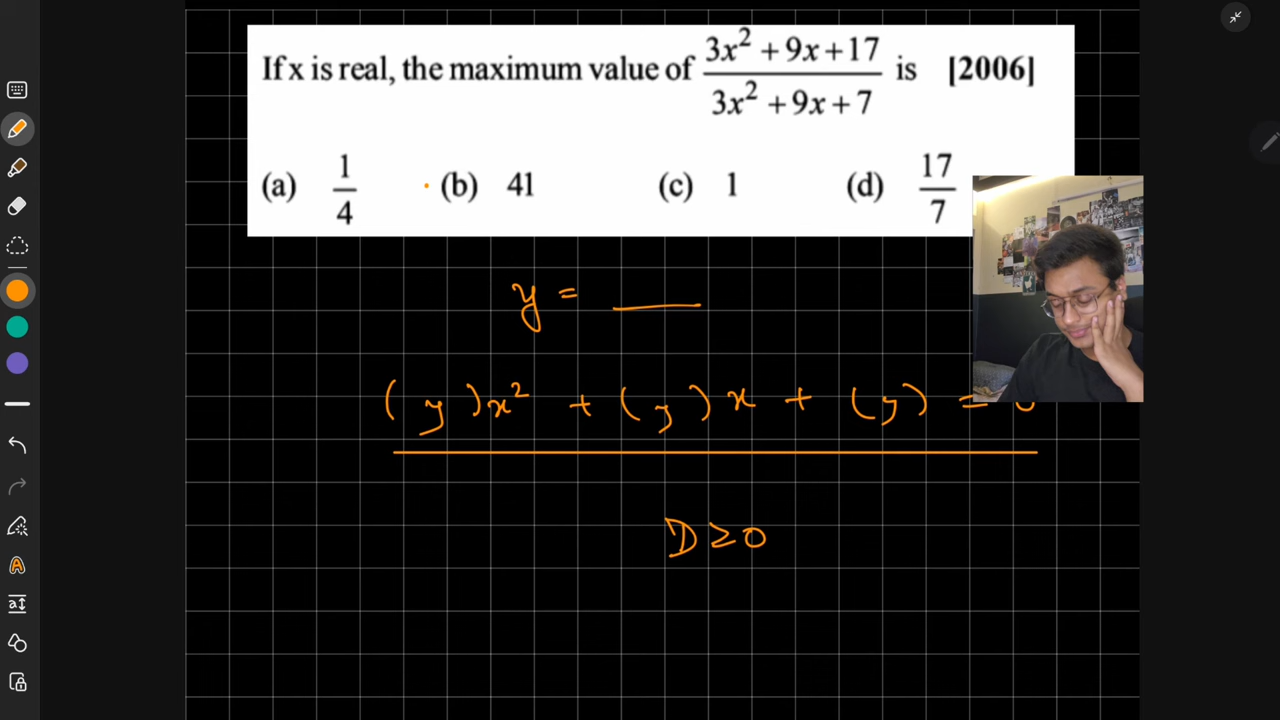 If x is real, the maximum value of (3x² + 9x + 17)/(3x² + 9x + 7) is [2006]
(a) 1/4 (b) 41 (c) 1 (d) 17/7
y = ___
( y )x² + ( y )x + ( y ) = 0
D ≥ 0